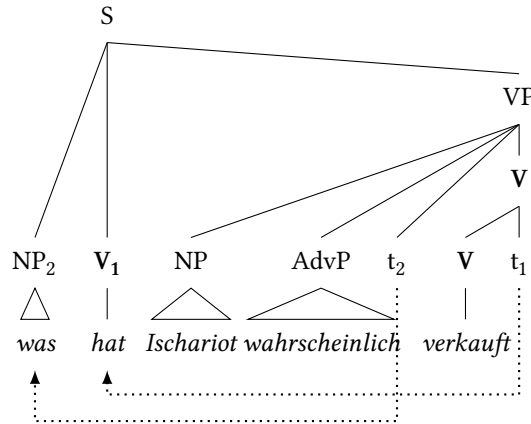 S
VP
V
NP₂ V₁ NP AdvP t₂ V t₁
was hat Ischariot wahrscheinlich verkauft